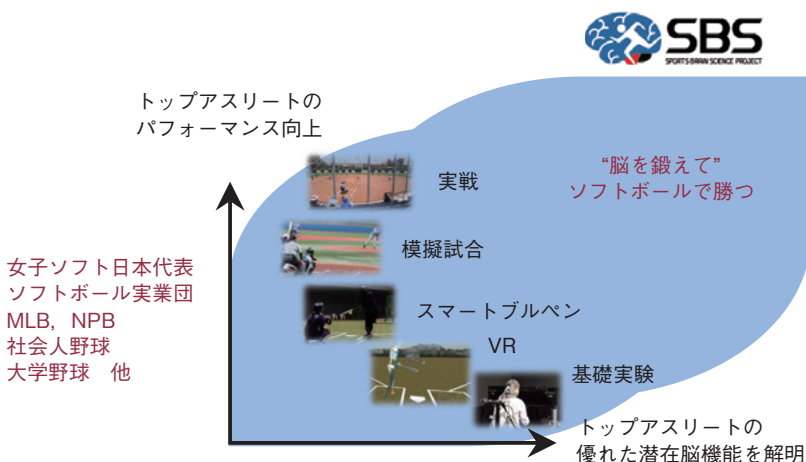 SBS
SPORTS BRAIN SCIENCE PROJECT
トップアスリートの
パフォーマンス向上
“脳を鍛えて”
ソフトボールで勝つ
実戦
模擬試合
女子ソフト日本代表
ソフトボール実業団
MLB，NPB
社会人野球
大学野球　他
スマートブルペン
VR
基礎実験
トップアスリートの
優れた潜在脳機能を解明